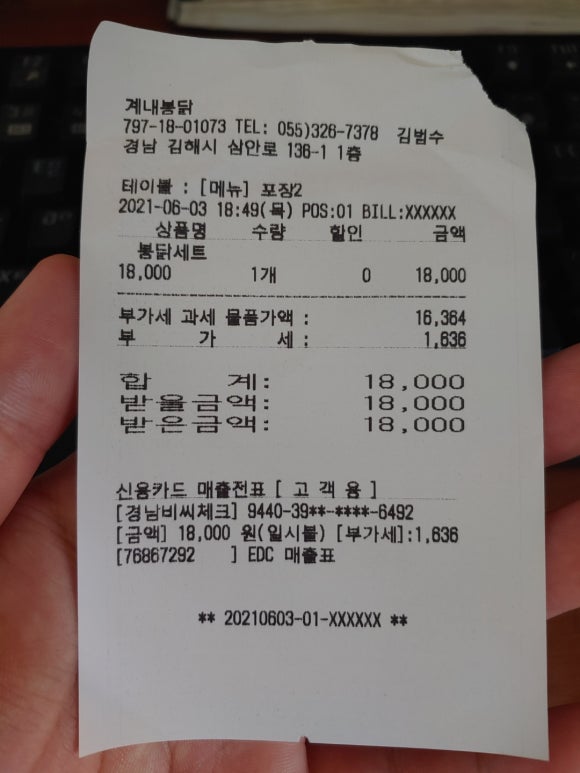 계내봉닭
797-18-01073 TEL: 055)326-7378 김범수
경남 김해시 삼안로 136-1 1층
테이블 : [메뉴] 포장2
2021-06-03 18:49(목) POS:01 BILL:XXXXXX
상품명 수량 할인 금액
봉닭세트
18,000 1개 0 18,000
부가세 과세 물품가액 : 16,364
부 가 세 : 1,636
합 계: 18,000
받을금액: 18,000
받은금액: 18,000
신용카드 매출전표 [ 고 객 용 ]
[경남비씨체크] 9440-39**-****-6492
[금액] 18,000 원(일시불) [부가세]:1,636
[76867292 ] EDC 매출표
** 20210603-01-XXXXXX **